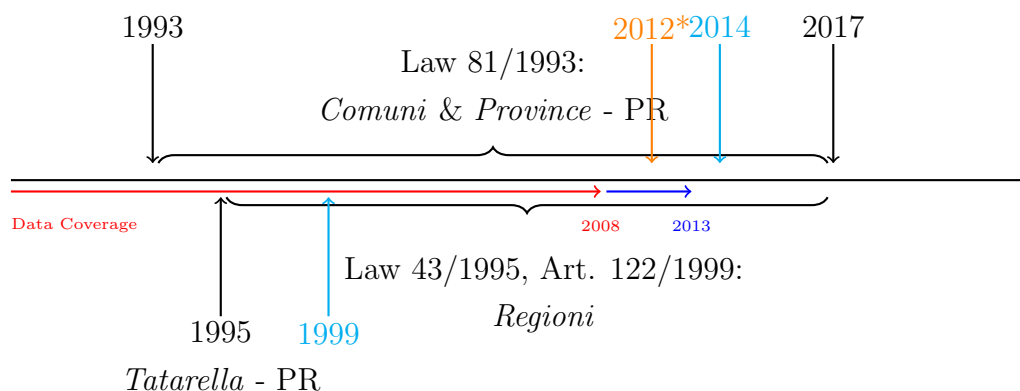 1993
2012*
2014
2017
Law 81/1993:
Comuni & Province - PR
Data Coverage
2008
2013
Law 43/1995, Art. 122/1999:
Regioni
1995
1999
Tatarella - PR